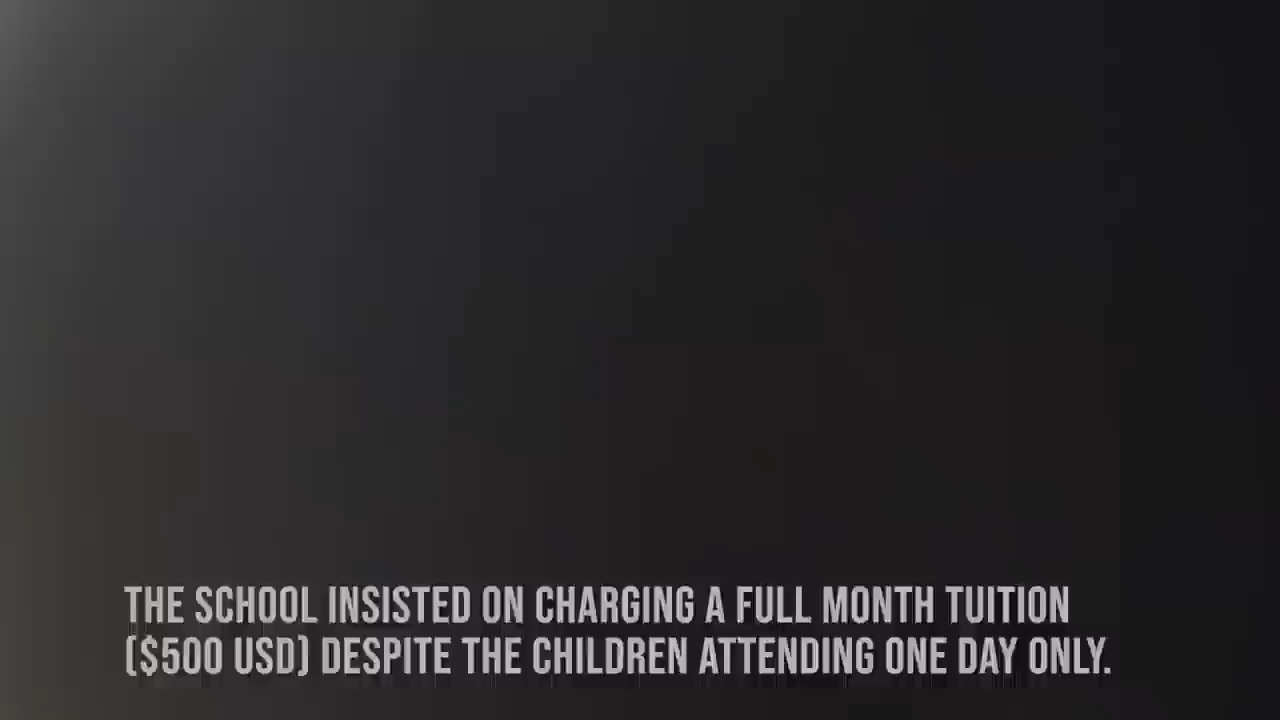 THE SCHOOL INSISTED ON CHARGING A FULL MONTH TUITION
($500 USD) DESPITE THE CHILDREN ATTENDING ONE DAY ONLY.